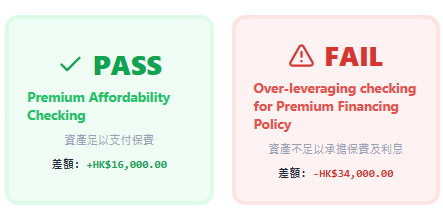 PASS
Premium Affordability
Checking
資產足以支付保費
差額: +HK$16,000.00
FAIL
Over-leveraging checking
for Premium Financing
Policy
資產不足以承擔保費及利息
差額: -HK$34,000.00